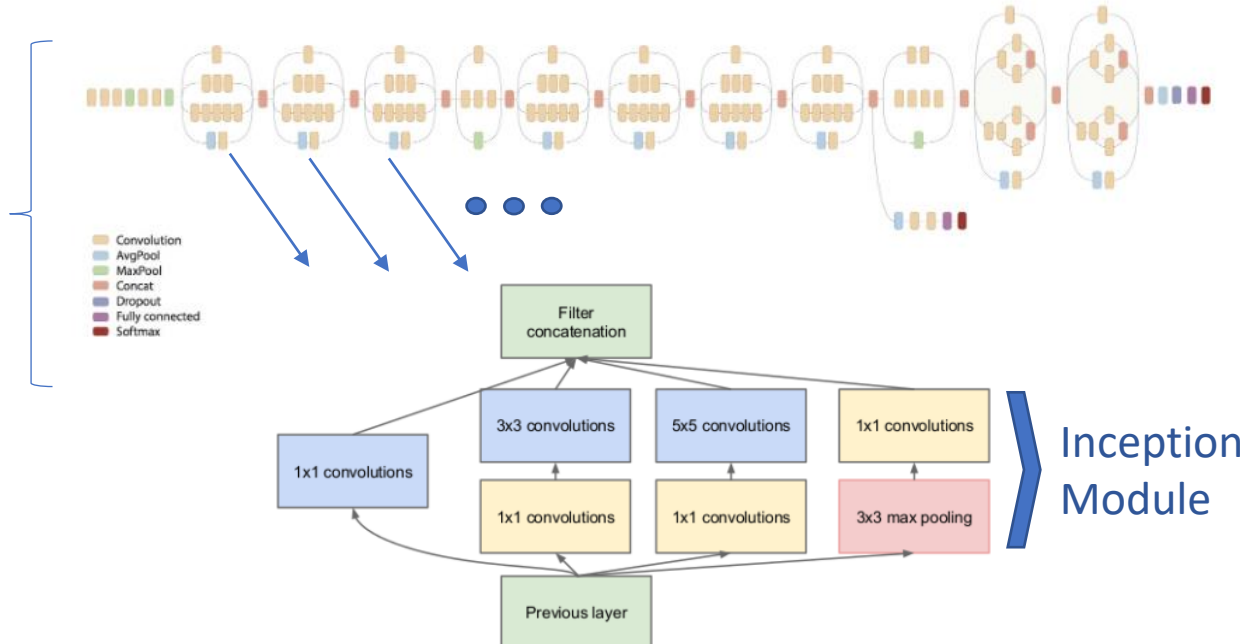 Convolution
AvgPool
MaxPool
Concat
Dropout
Fully connected
Softmax
Filter
concatenation
3x3 convolutions
5x5 convolutions
1x1 convolutions
1x1 convolutions
1x1 convolutions
1x1 convolutions
3x3 max pooling
Previous layer
Inception
Module